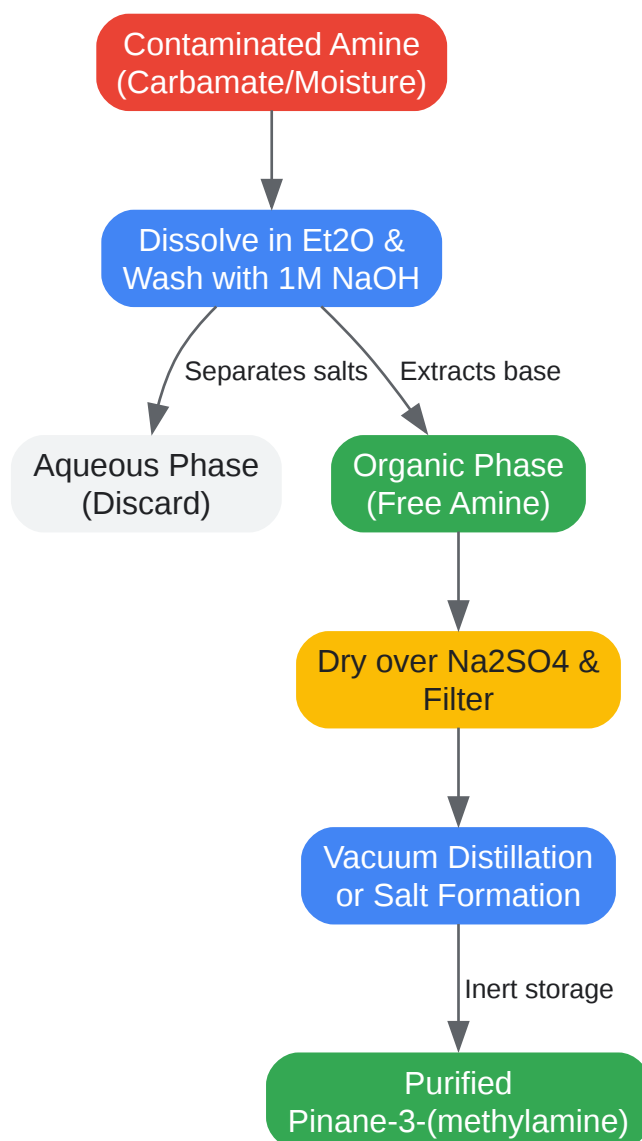 Contaminated Amine
(Carbamate/Moisture)
Dissolve in Et2O &
Wash with 1M NaOH
Separates salts
Extracts base
Aqueous Phase
(Discard)
Organic Phase
(Free Amine)
Dry over Na2SO4 &
Filter
Vacuum Distillation
or Salt Formation
Inert storage
Purified
Pinane-3-(methylamine)